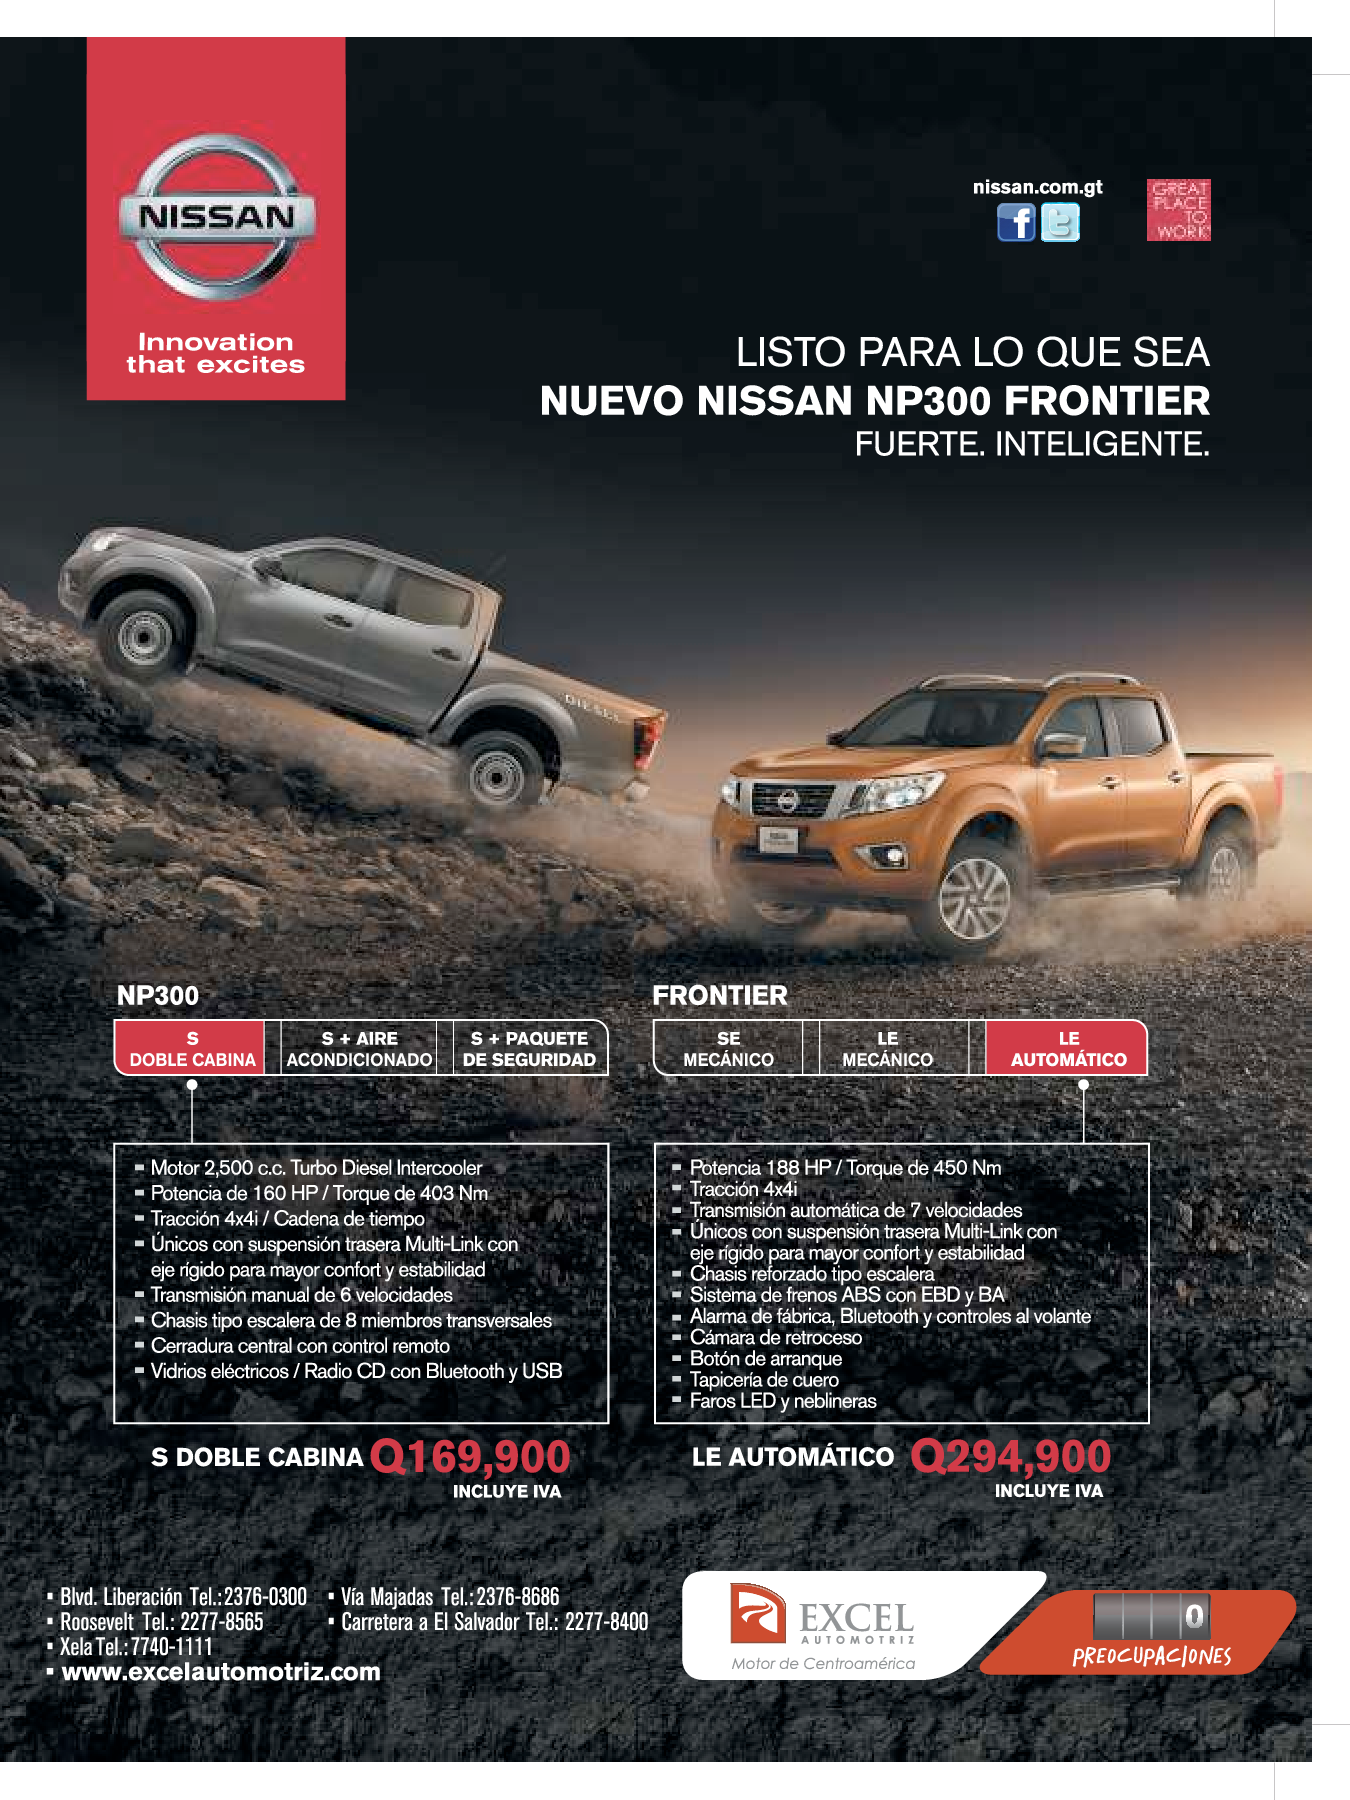 NISSAN
Innovation
that excites
nissan.com.gt
f
t
GREAT
PLACE
TO
WORK
LISTO PARA LO QUE SEA
NUEVO NISSAN NP300 FRONTIER
FUERTE. INTELIGENTE.
DIESEL
NP300
S
DOBLE CABINA
S + AIRE
ACONDICIONADO
S + PAQUETE
DE SEGURIDAD
- Motor 2,500 c.c. Turbo Diesel Intercooler
- Potencia de 160 HP / Torque de 403 Nm
- Tracción 4x4i / Cadena de tiempo
- Únicos con suspensión trasera Multi-Link con
eje rígido para mayor confort y estabilidad
- Transmisión manual de 6 velocidades
- Chasis tipo escalera de 8 miembros transversales
- Cerradura central con control remoto
- Vidrios eléctricos / Radio CD con Bluetooth y USB
S DOBLE CABINA Q169,900
INCLUYE IVA
FRONTIER
SE
MECÁNICO
LE
MECÁNICO
LE
AUTOMÁTICO
- Potencia 188 HP / Torque de 450 Nm
- Tracción 4x4i
- Transmisión automática de 7 velocidades
- Únicos con suspensión trasera Multi-Link con
eje rígido para mayor confort y estabilidad
- Chasis reforzado tipo escalera
- Sistema de frenos ABS con EBD y BA
- Alarma de fábrica, Bluetooth y controles al volante
- Cámara de retroceso
- Botón de arranque
- Tapicería de cuero
- Faros LED y neblineras
LE AUTOMÁTICO Q294,900
INCLUYE IVA
▪ Blvd. Liberación Tel.:2376-0300
▪ Roosevelt Tel.: 2277-8565
▪ Xela Tel.:7740-1111
▪ www.excelautomotriz.com
▪ Vía Majadas Tel.:2376-8686
▪ Carretera a El Salvador Tel.: 2277-8400
EXCEL
AUTOMOTRIZ
Motor de Centroamérica
0
PREOCUPACIONES